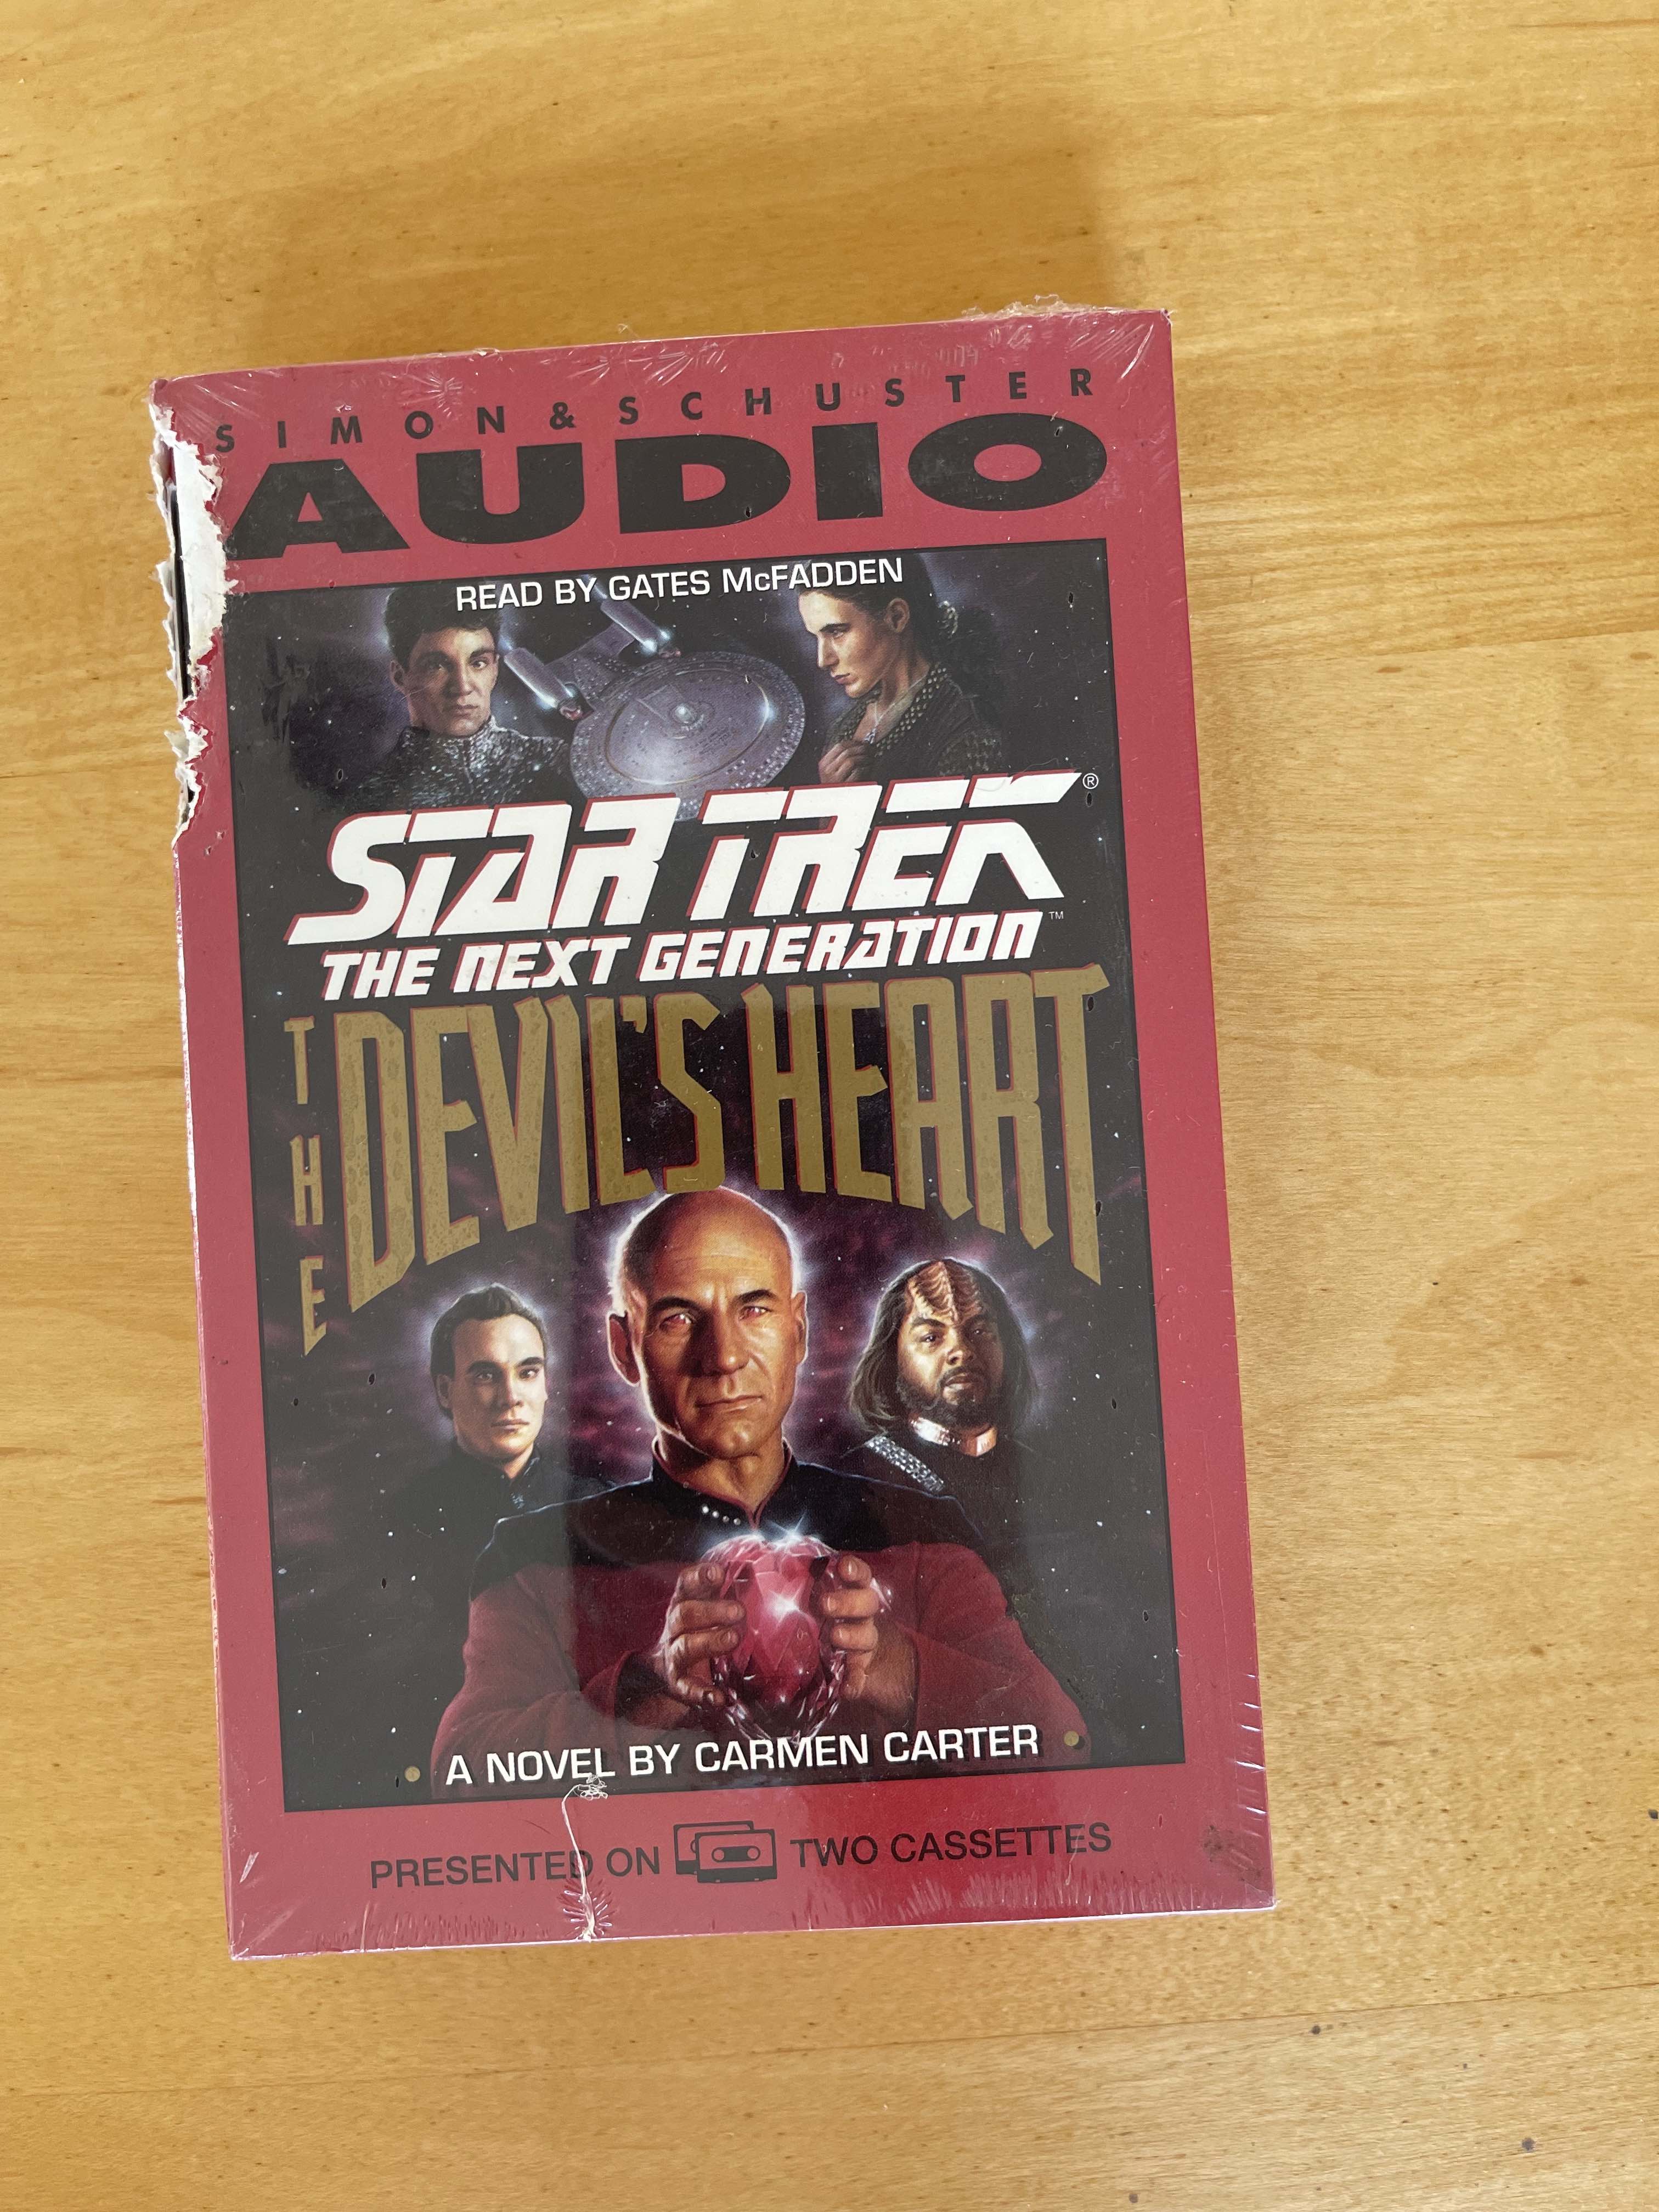 SIMON & SCHUSTER
AUDIO
READ BY GATES McFADDEN
STAR TREK®
THE NEXT GENERATION™
THE DEVIL'S HEART
A NOVEL BY CARMEN CARTER
PRESENTED ON TWO CASSETTES